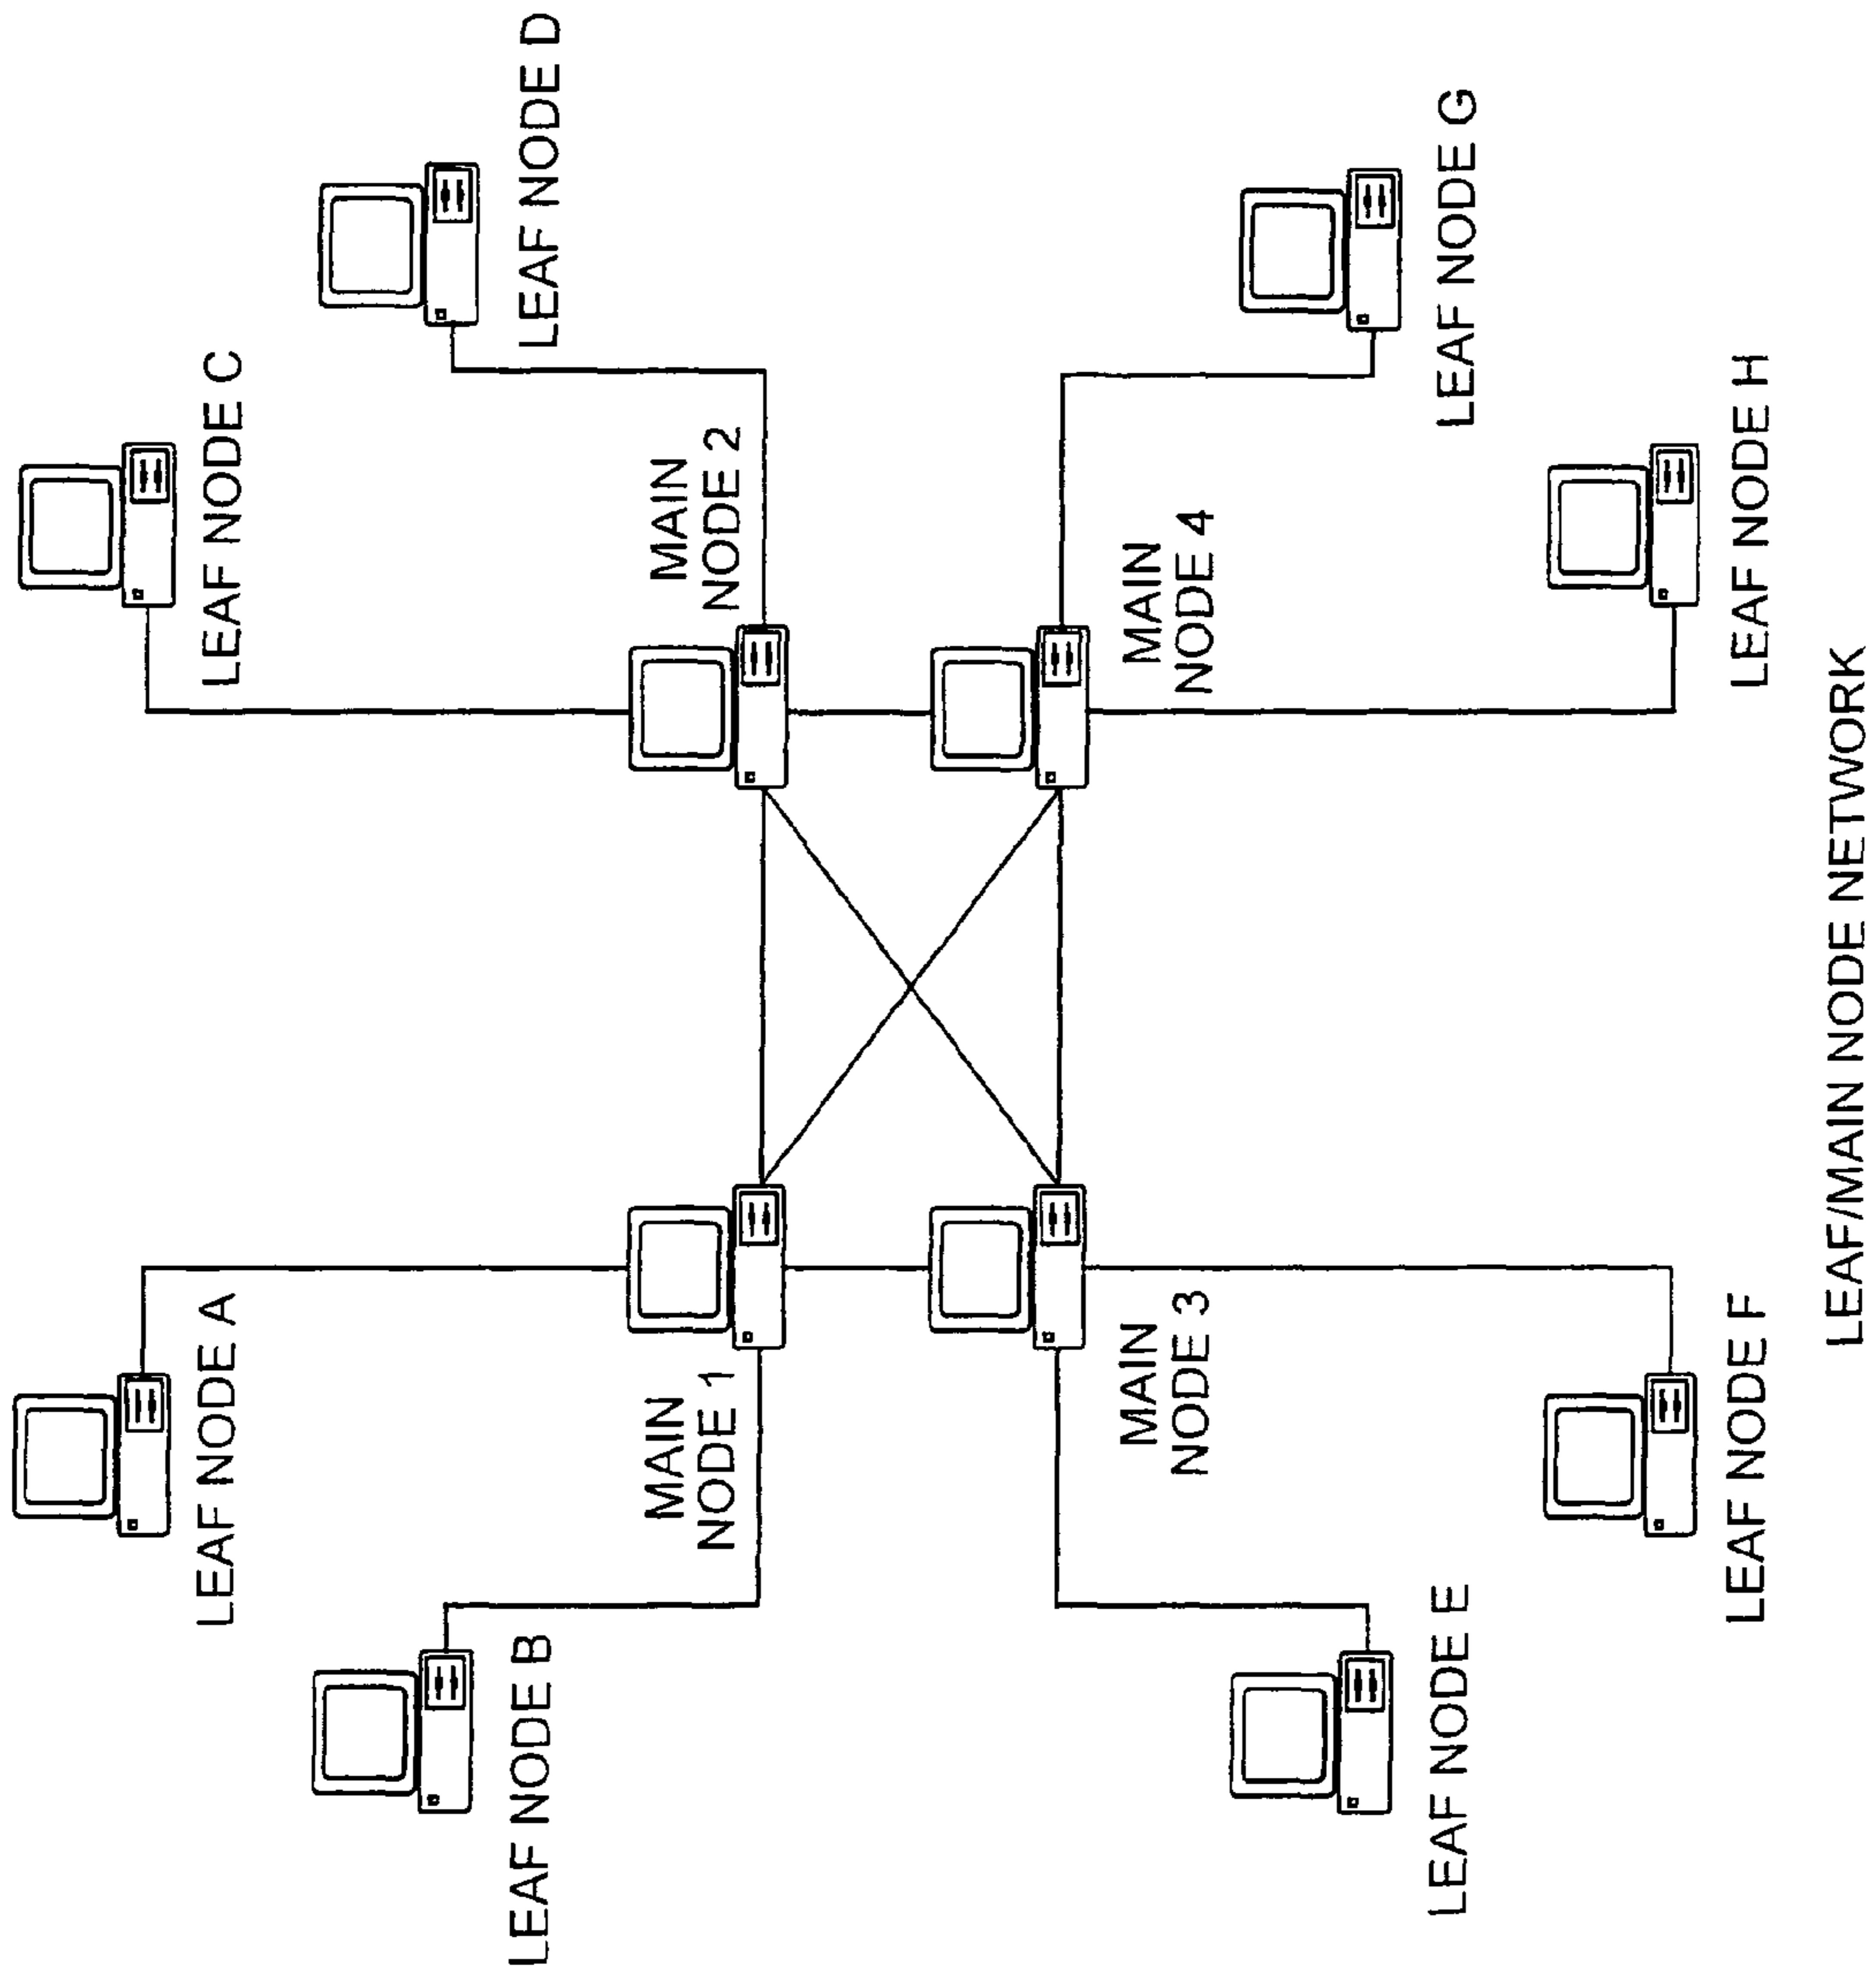 LEAF NODE A
LEAF NODE C
LEAF NODE B
LEAF NODE D
MAIN
NODE 1
MAIN
NODE 2
MAIN
NODE 3
MAIN
NODE 4
LEAF NODE E
LEAF NODE G
LEAF NODE F
LEAF NODE H
LEAF/MAIN NODE NETWORK